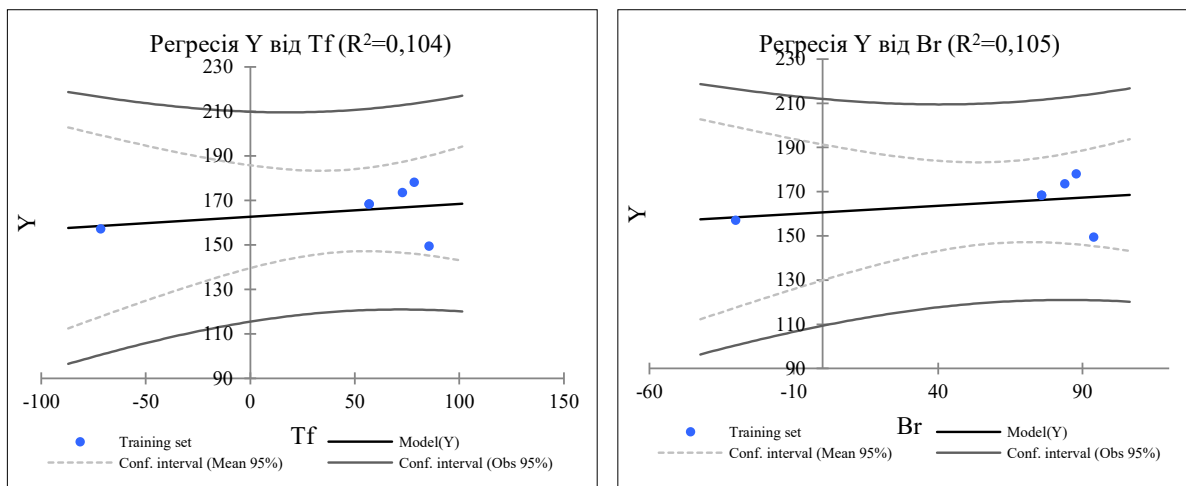 Регресія Y від Tf (R²=0,104)
230
210
190
170
150
130
110
90
Y
-100
-50
0
50
100
150
Tf
Training set
Model(Y)
Conf. interval (Mean 95%)
Conf. interval (Obs 95%)
Регресія Y від Br (R²=0,105)
230
210
190
170
150
130
110
90
Y
-60
-10
40
90
Br
Training set
Model(Y)
Conf. interval (Mean 95%)
Conf. interval (Obs 95%)